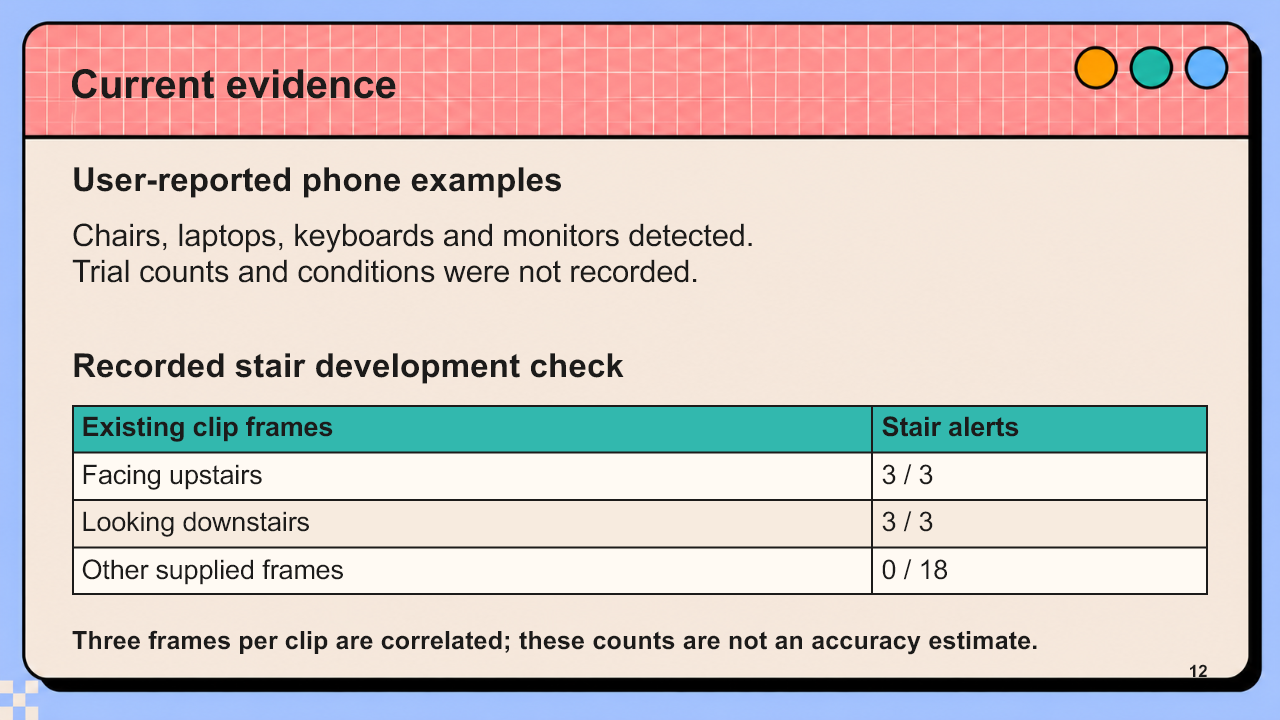 Current evidence
User-reported phone examples
Chairs, laptops, keyboards and monitors detected.
Trial counts and conditions were not recorded.
Recorded stair development check
Existing clip frames Stair alerts
Facing upstairs 3 / 3
Looking downstairs 3 / 3
Other supplied frames 0 / 18
Three frames per clip are correlated; these counts are not an accuracy estimate.
12